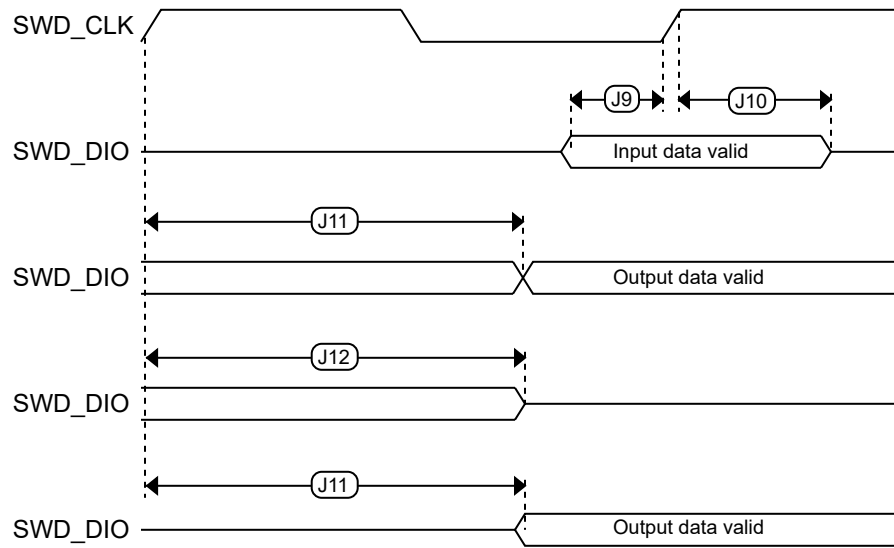 SWD_CLK
J9
J10
SWD_DIO
Input data valid
J11
SWD_DIO
Output data valid
J12
SWD_DIO
J11
SWD_DIO
Output data valid